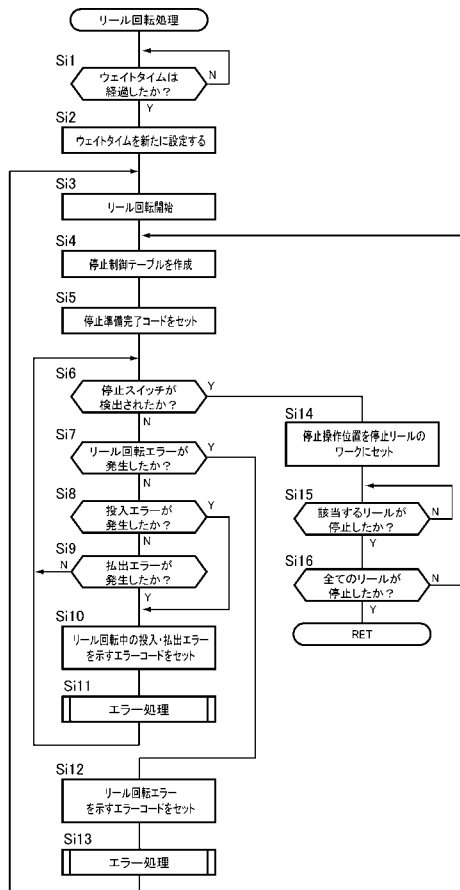 リール回転処理
Si1
ウェイトタイムは
経過したか？
N
Y
Si2
ウェイトタイムを新たに設定する
Si3
リール回転開始
Si4
停止制御テーブルを作成
Si5
停止準備完了コードをセット
Si6
停止スイッチが
検出されたか？
Y
N
Si7
リール回転エラーが
発生したか？
Y
N
Si8
投入エラーが
発生したか？
Y
N
Si9
払出エラーが
発生したか？
N
Y
Si10
リール回転中の投入・払出エラー
を示すエラーコードをセット
Si11
エラー処理
Si12
リール回転エラー
を示すエラーコードをセット
Si13
エラー処理
Si14
停止操作位置を停止リールの
ワークにセット
Si15
該当するリールが
停止したか？
N
Y
Si16
全てのリールが
停止したか？
N
Y
RET